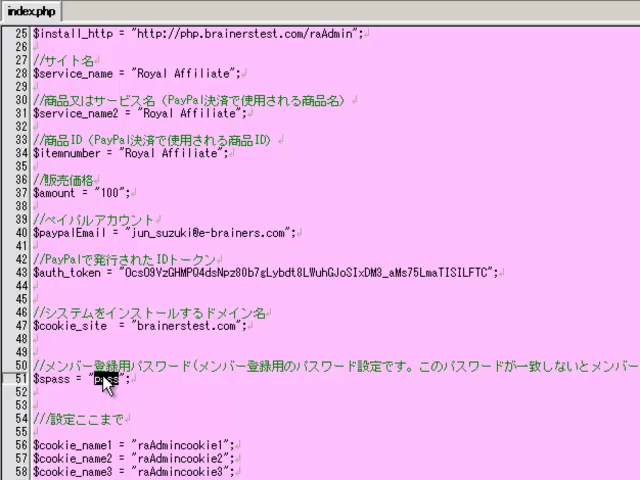 index.php
25 $install_http = "http://php.brainerstest.com/raAdmin";
26
27 //サイト名
28 $service_name = "Royal Affiliate";
29
30 //商品又はサービス名（PayPal決済で使用される商品名）
31 $service_name2 = "Royal Affiliate";
32
33 //商品ID（PayPal決済で使用される商品ID）
34 $itemnumber = "Royal Affiliate";
35
36 //販売価格
37 $amount = "100";
38
39 //ペイパルアカウント
40 $paypalEmail = "jun_suzuki@e-brainers.com";
41
42 //PayPalで発行されたIDトークン
43 $auth_token =
44
45
46 //システムをインストールするドメイン名
47 $cookie_site = "brainerstest.com";
48
49
50 //メンバー登録用パスワード(メンバー登録用のパスワード設定です。このパスワードが一致しないとメンバー
51 $spass = "pass";
52
53
54 ///設定ここまで
55
56 $cookie_name1 = "raAdmincookie1";
57 $cookie_name2 = "raAdmincookie2";
58 $cookie_name3 = "raAdmincookie3";